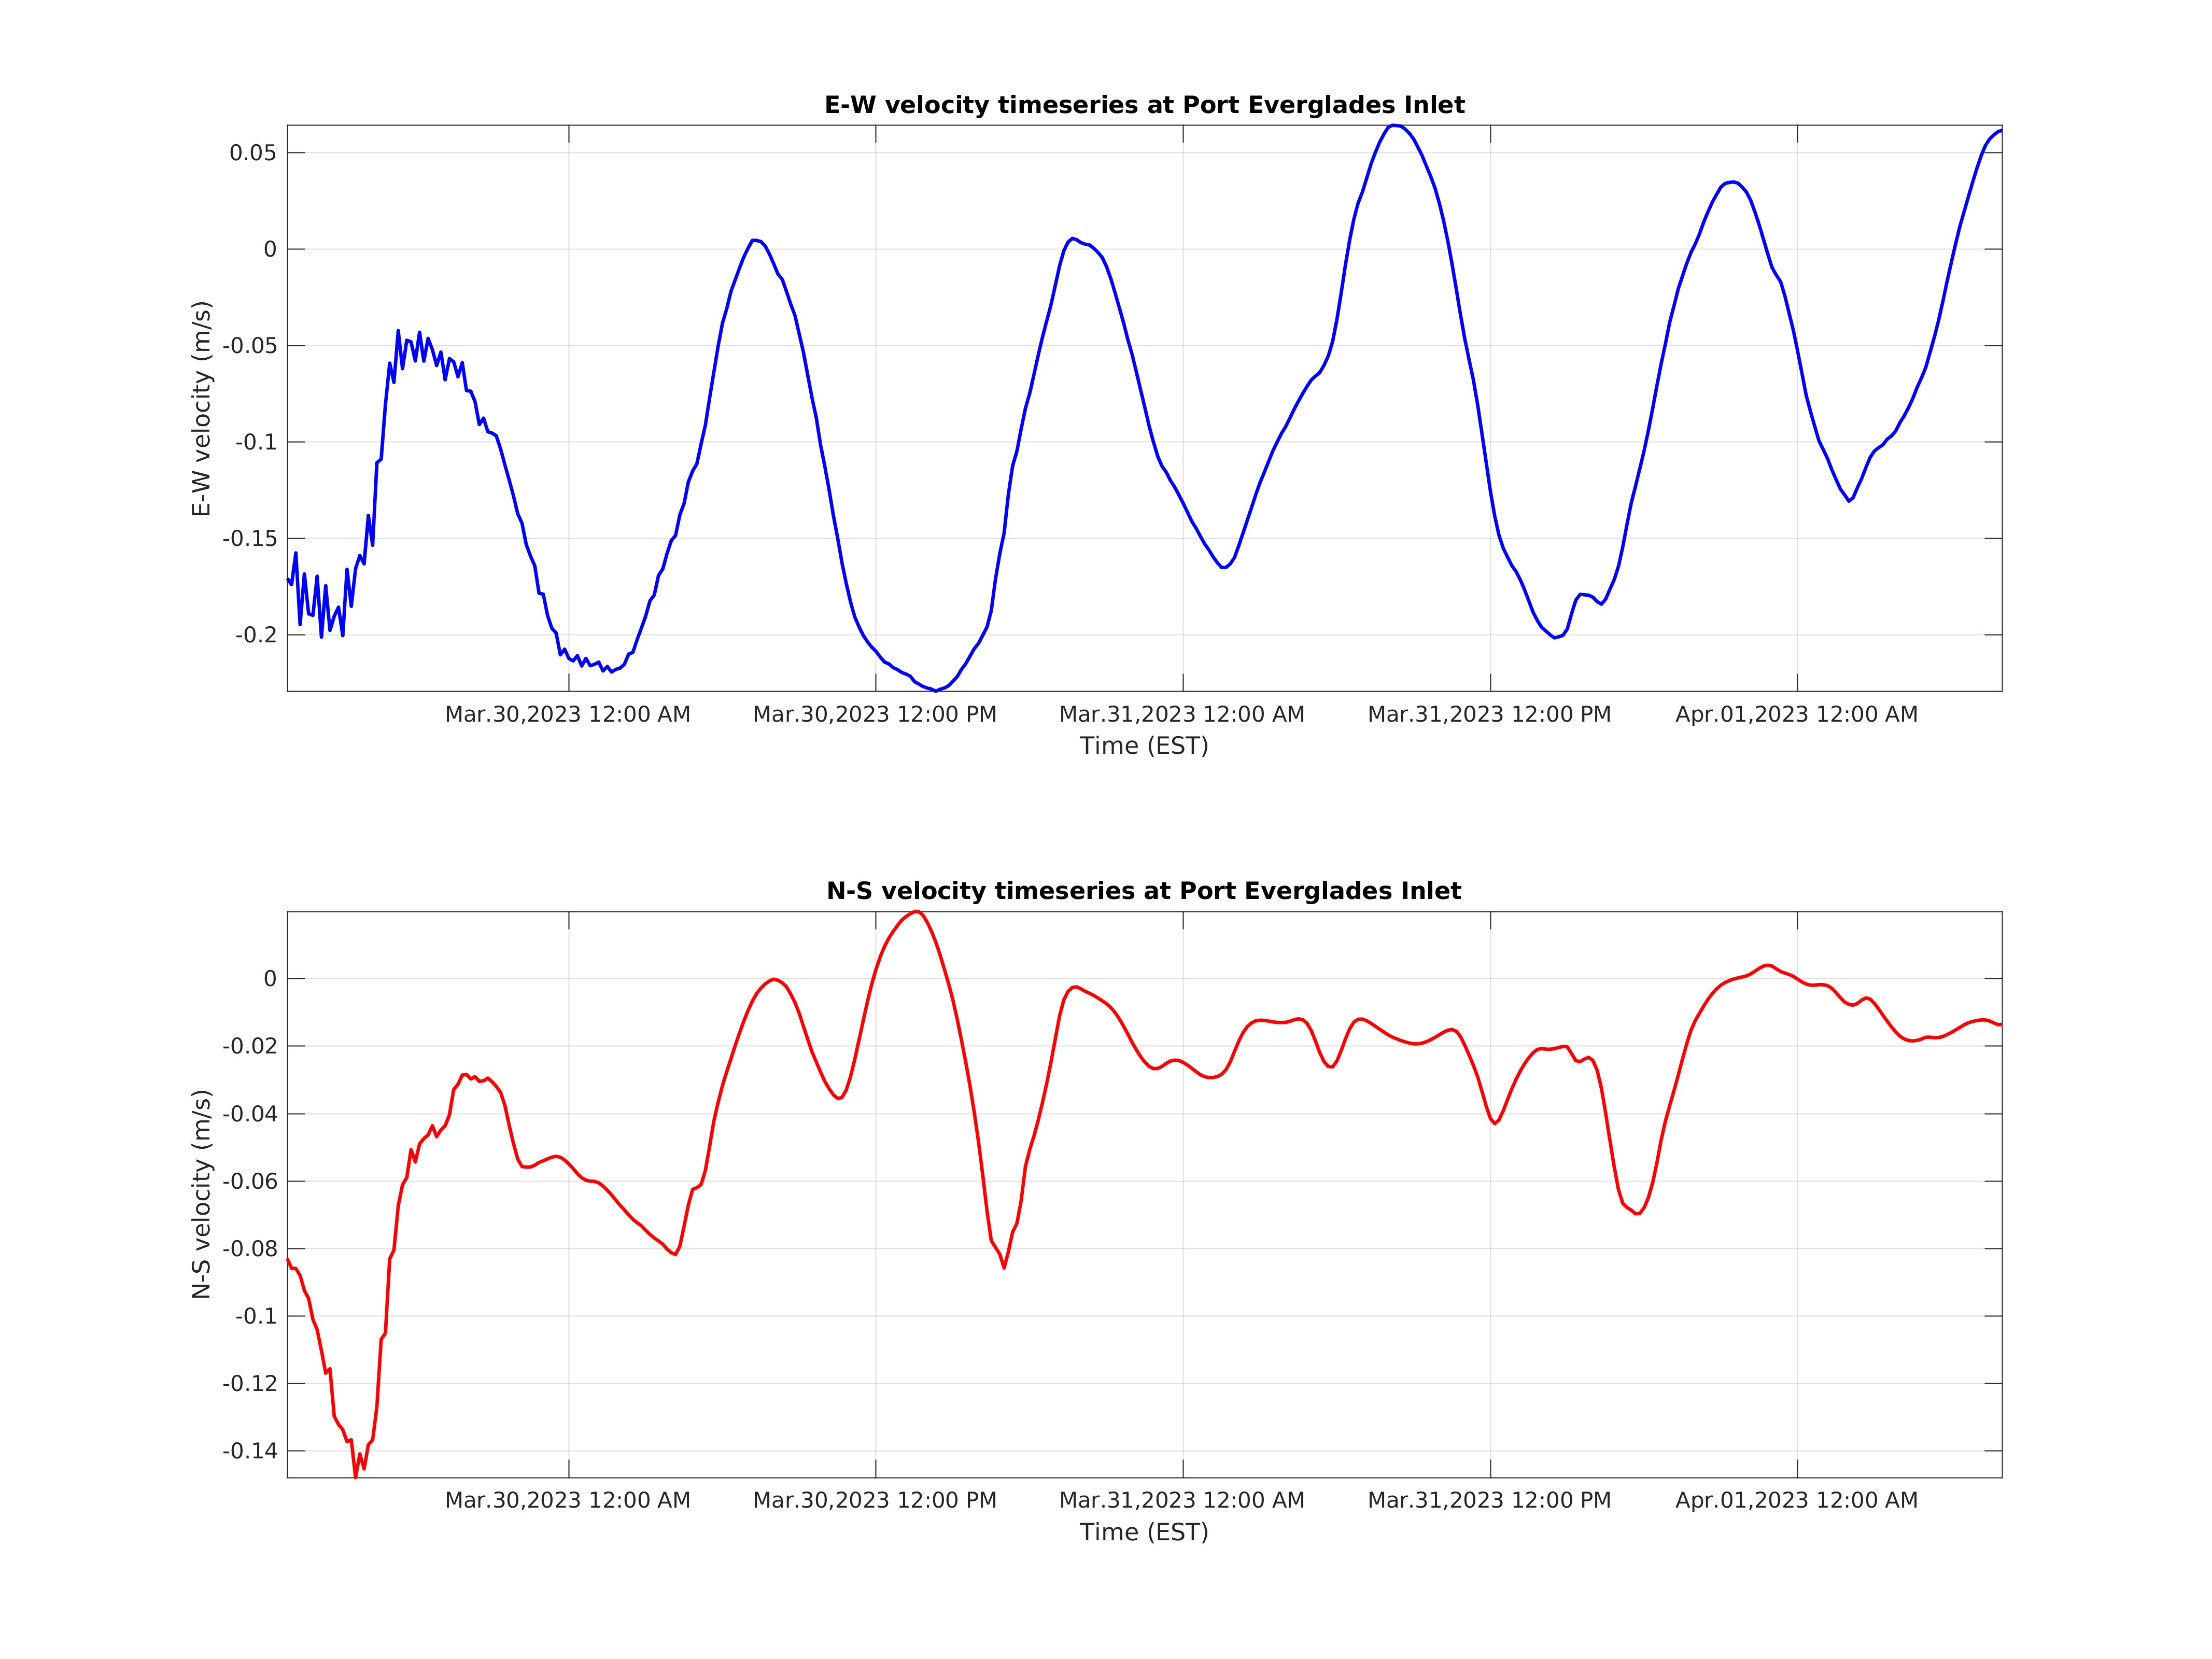 E-W velocity timeseries at Port Everglades Inlet
0.05
0
-0.05
-0.1
-0.15
-0.2
E-W velocity (m/s)
Mar.30,2023 12:00 AM Mar.30,2023 12:00 PM Mar.31,2023 12:00 AM Mar.31,2023 12:00 PM Apr.01,2023 12:00 AM
Time (EST)
N-S velocity timeseries at Port Everglades Inlet
0
-0.02
-0.04
-0.06
-0.08
-0.1
-0.12
-0.14
N-S velocity (m/s)
Mar.30,2023 12:00 AM Mar.30,2023 12:00 PM Mar.31,2023 12:00 AM Mar.31,2023 12:00 PM Apr.01,2023 12:00 AM
Time (EST)